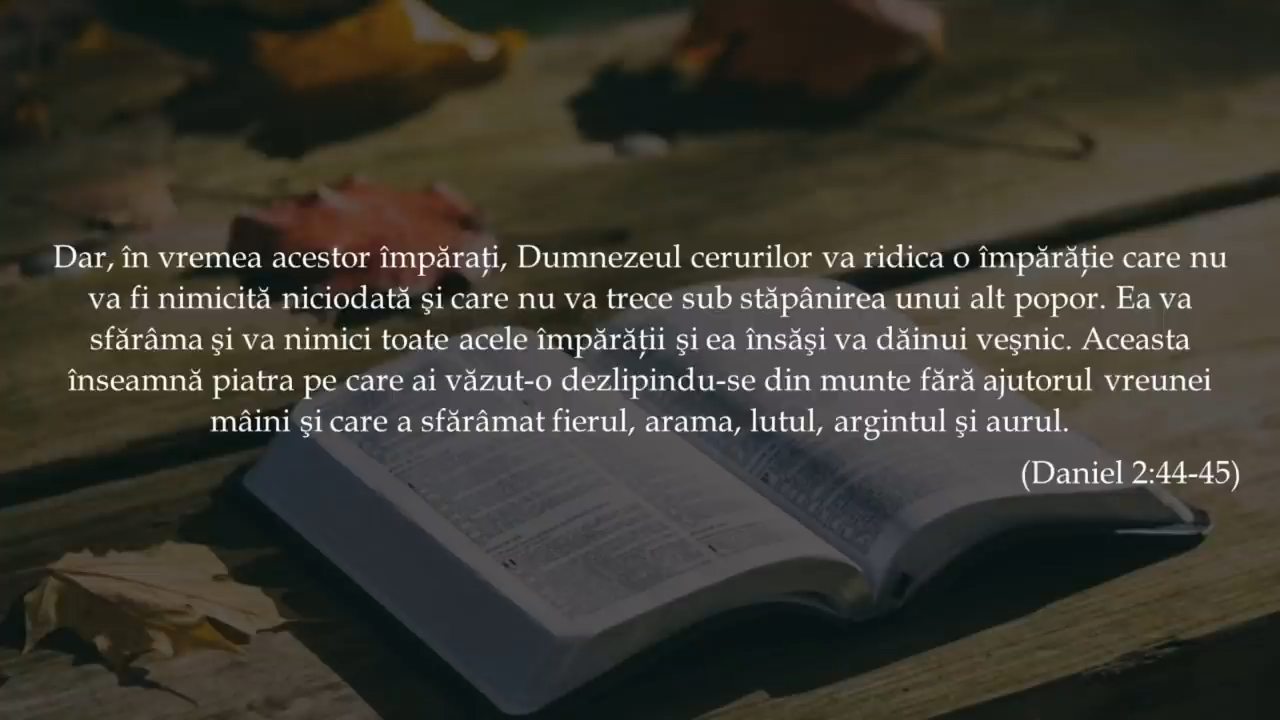 Dar, în vremea acestor împărați, Dumnezeul cerurilor va ridica o împărăție care nu
va fi nimicită niciodată şi care nu va trece sub stăpânirea unui alt popor. Ea va
sfărâma şi va nimici toate acele împărății şi ea însăşi va dăinui veşnic. Aceasta
înseamnă piatra pe care ai văzut-o dezlipindu-se din munte fără ajutorul vreunei
mâini şi care a sfărâmat fierul, arama, lutul, argintul şi aurul.
(Daniel 2:44-45)